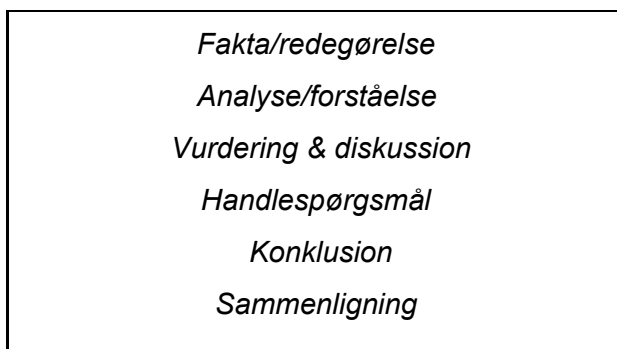 Fakta/redegørelse
Analyse/forståelse
Vurdering & diskussion
Handlespørgsmål
Konklusion
Sammenligning